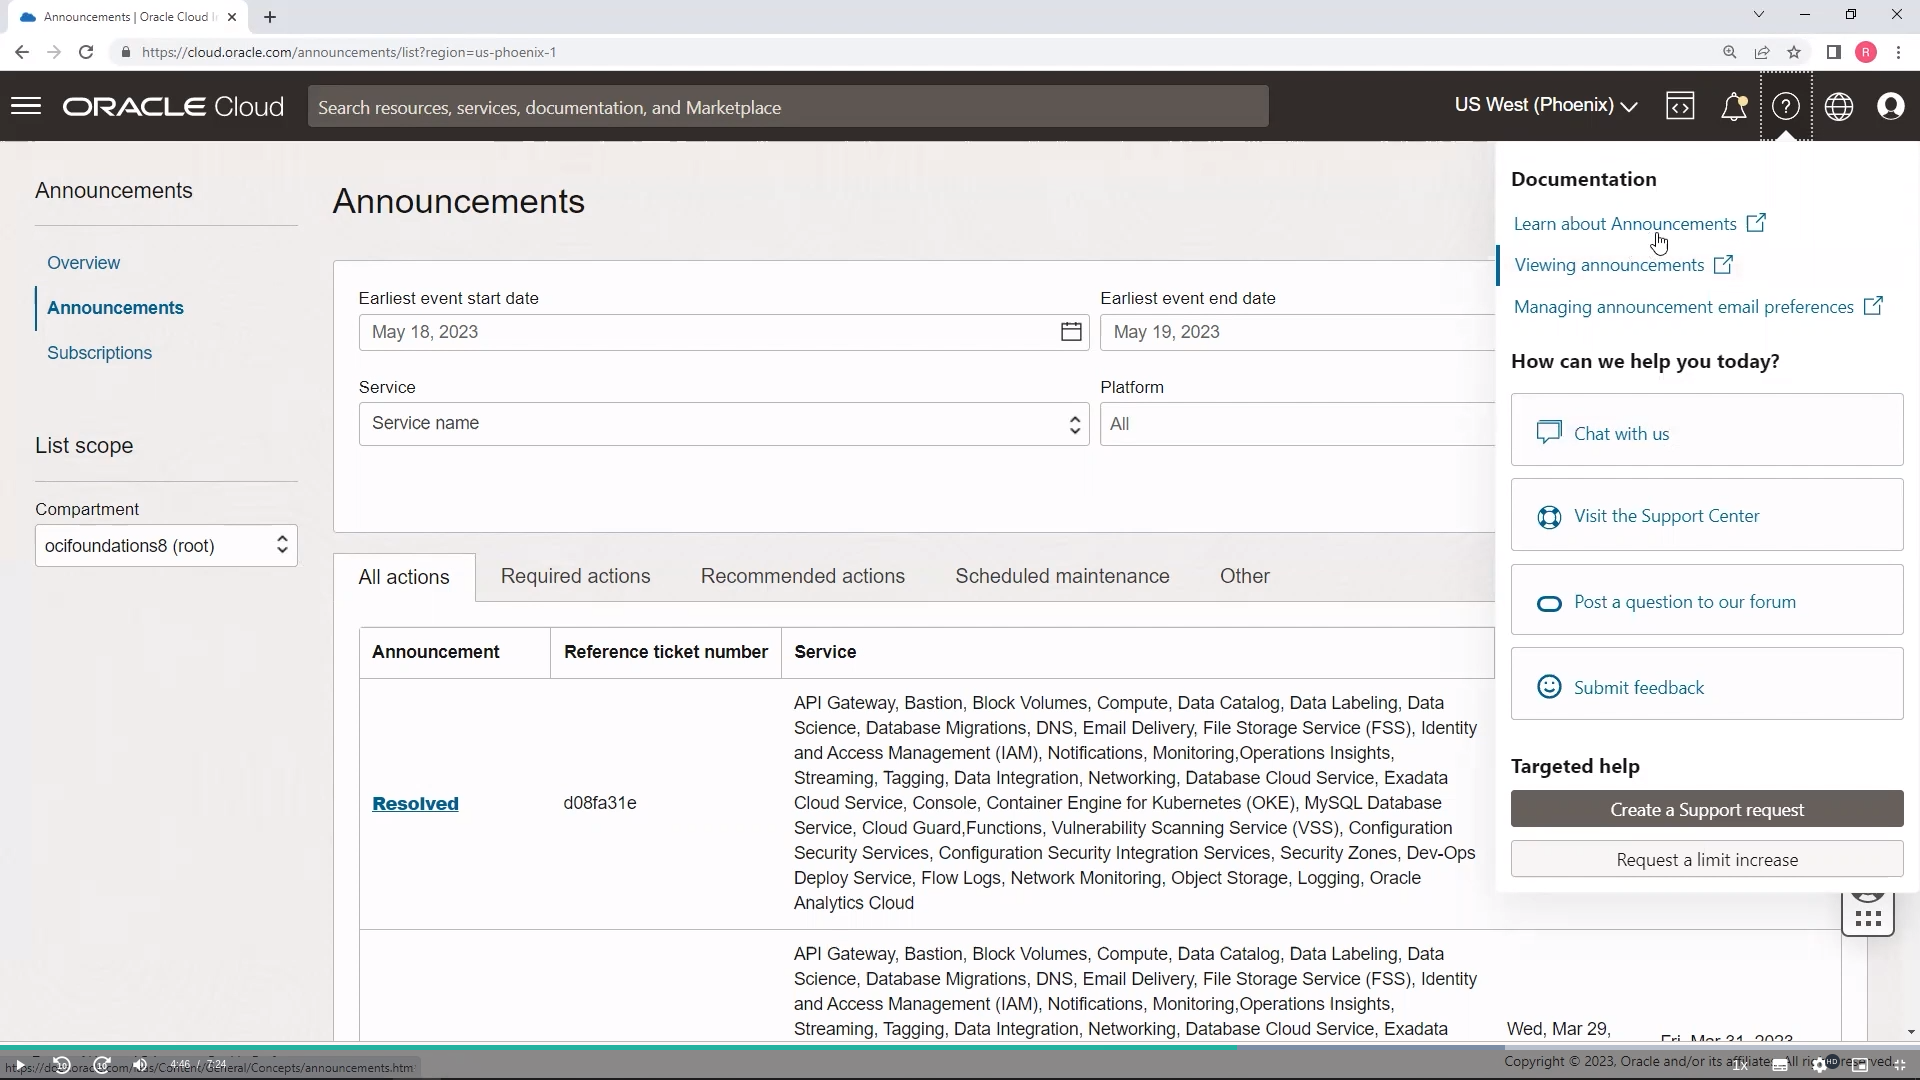 Announcements | Oracle Cloud I
https://cloud.oracle.com/announcements/list?region=us-phoenix-1
R
ORACLE Cloud
Search resources, services, documentation, and Marketplace
US West (Phoenix)
Announcements
Overview
Announcements
Subscriptions
List scope
Compartment
ocifoundations8 (root)
Announcements
Earliest event start date
May 18, 2023
Earliest event end date
May 19, 2023
Service
Service name
Platform
All
All actions
Required actions
Recommended actions
Scheduled maintenance
Other
Announcement
Reference ticket number
Service
Resolved
d08fa31e
API Gateway, Bastion, Block Volumes, Compute, Data Catalog, Data Labeling, Data
Science, Database Migrations, DNS, Email Delivery, File Storage Service (FSS), Identity
and Access Management (IAM), Notifications, Monitoring,Operations Insights,
Streaming, Tagging, Data Integration, Networking, Database Cloud Service, Exadata
Cloud Service, Console, Container Engine for Kubernetes (OKE), MySQL Database
Service, Cloud Guard,Functions, Vulnerability Scanning Service (VSS), Configuration
Security Services, Configuration Security Integration Services, Security Zones, Dev-Ops
Deploy Service, Flow Logs, Network Monitoring, Object Storage, Logging, Oracle
Analytics Cloud
API Gateway, Bastion, Block Volumes, Compute, Data Catalog, Data Labeling, Data
Science, Database Migrations, DNS, Email Delivery, File Storage Service (FSS), Identity
and Access Management (IAM), Notifications, Monitoring,Operations Insights,
Streaming, Tagging, Data Integration, Networking, Database Cloud Service, Exadata
Wed, Mar 29,
Fri, Mar 31, 2023
Documentation
Learn about Announcements
Viewing announcements
Managing announcement email preferences
How can we help you today?
Chat with us
Visit the Support Center
Post a question to our forum
Submit feedback
Targeted help
Create a Support request
Request a limit increase
4:46 / 7:24
Copyright © 2023, Oracle and/or its affiliates. All rights reserved.
1x
HD